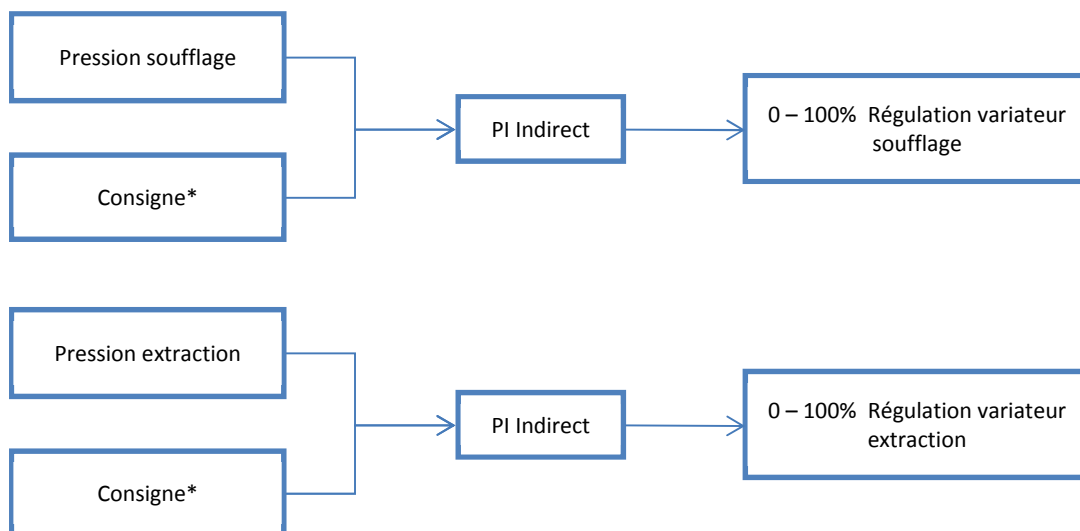 Pression soufflage
Consigne*
PI Indirect
0 – 100% Régulation variateur
soufflage
Pression extraction
Consigne*
PI Indirect
0 – 100% Régulation variateur
extraction